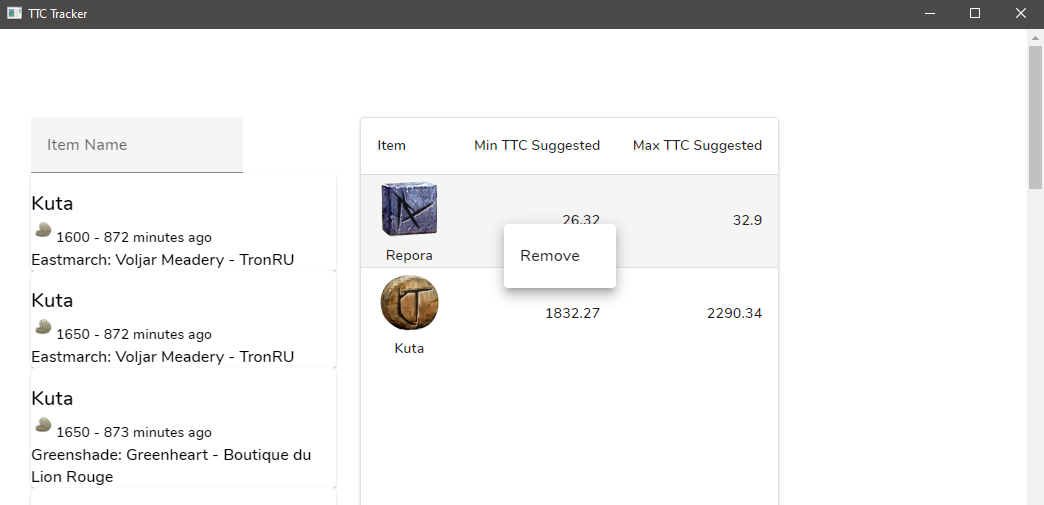 TTC Tracker
Item Name
Kuta
1600 - 872 minutes ago
Eastmarch: Voljar Meadery - TronRU
Kuta
1650 - 872 minutes ago
Eastmarch: Voljar Meadery - TronRU
Kuta
1650 - 873 minutes ago
Greenshade: Greenheart - Boutique du
Lion Rouge
Item Min TTC Suggested Max TTC Suggested
26.32 32.9
Repora
Remove
1832.27 2290.34
Kuta